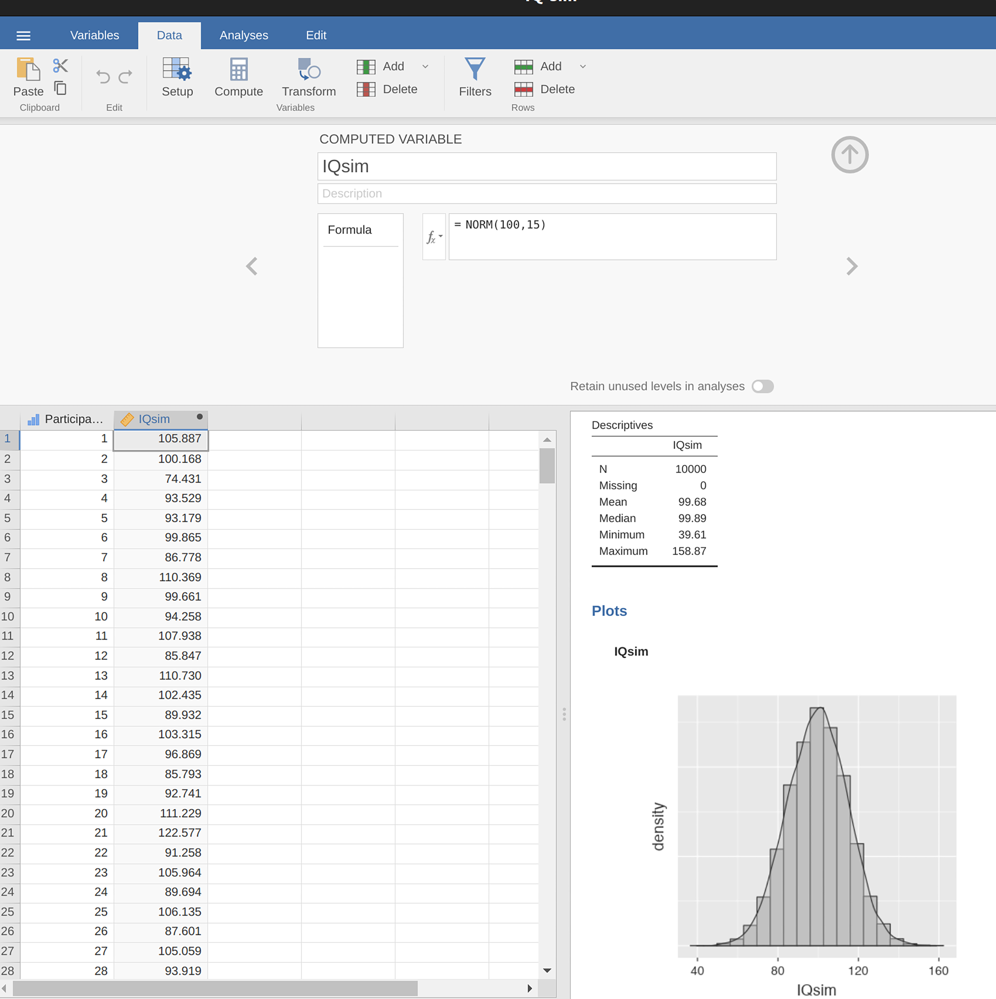 Variables Data Analyses Edit
Paste Setup Compute Transform Add Delete Filters Add Delete
Clipboard Edit Variables Rows
COMPUTED VARIABLE
IQsim
Description
Formula
fx
= NORM(100,15)
Retain unused levels in analyses
Participa... IQsim
1 1 105.887
2 2 100.168
3 3 74.431
4 4 93.529
5 5 93.179
6 6 99.865
7 7 86.778
8 8 110.369
9 9 99.661
10 10 94.258
11 11 107.938
12 12 85.847
13 13 110.730
14 14 102.435
15 15 89.932
16 16 103.315
17 17 96.869
18 18 85.793
19 19 92.741
20 20 111.229
21 21 122.577
22 22 91.258
23 23 105.964
24 24 89.694
25 25 106.135
26 26 87.601
27 27 105.059
28 28 93.919
Descriptives
IQsim
N 10000
Missing 0
Mean 99.68
Median 99.89
Minimum 39.61
Maximum 158.87
Plots
IQsim
density
40 80 120 160
IQsim